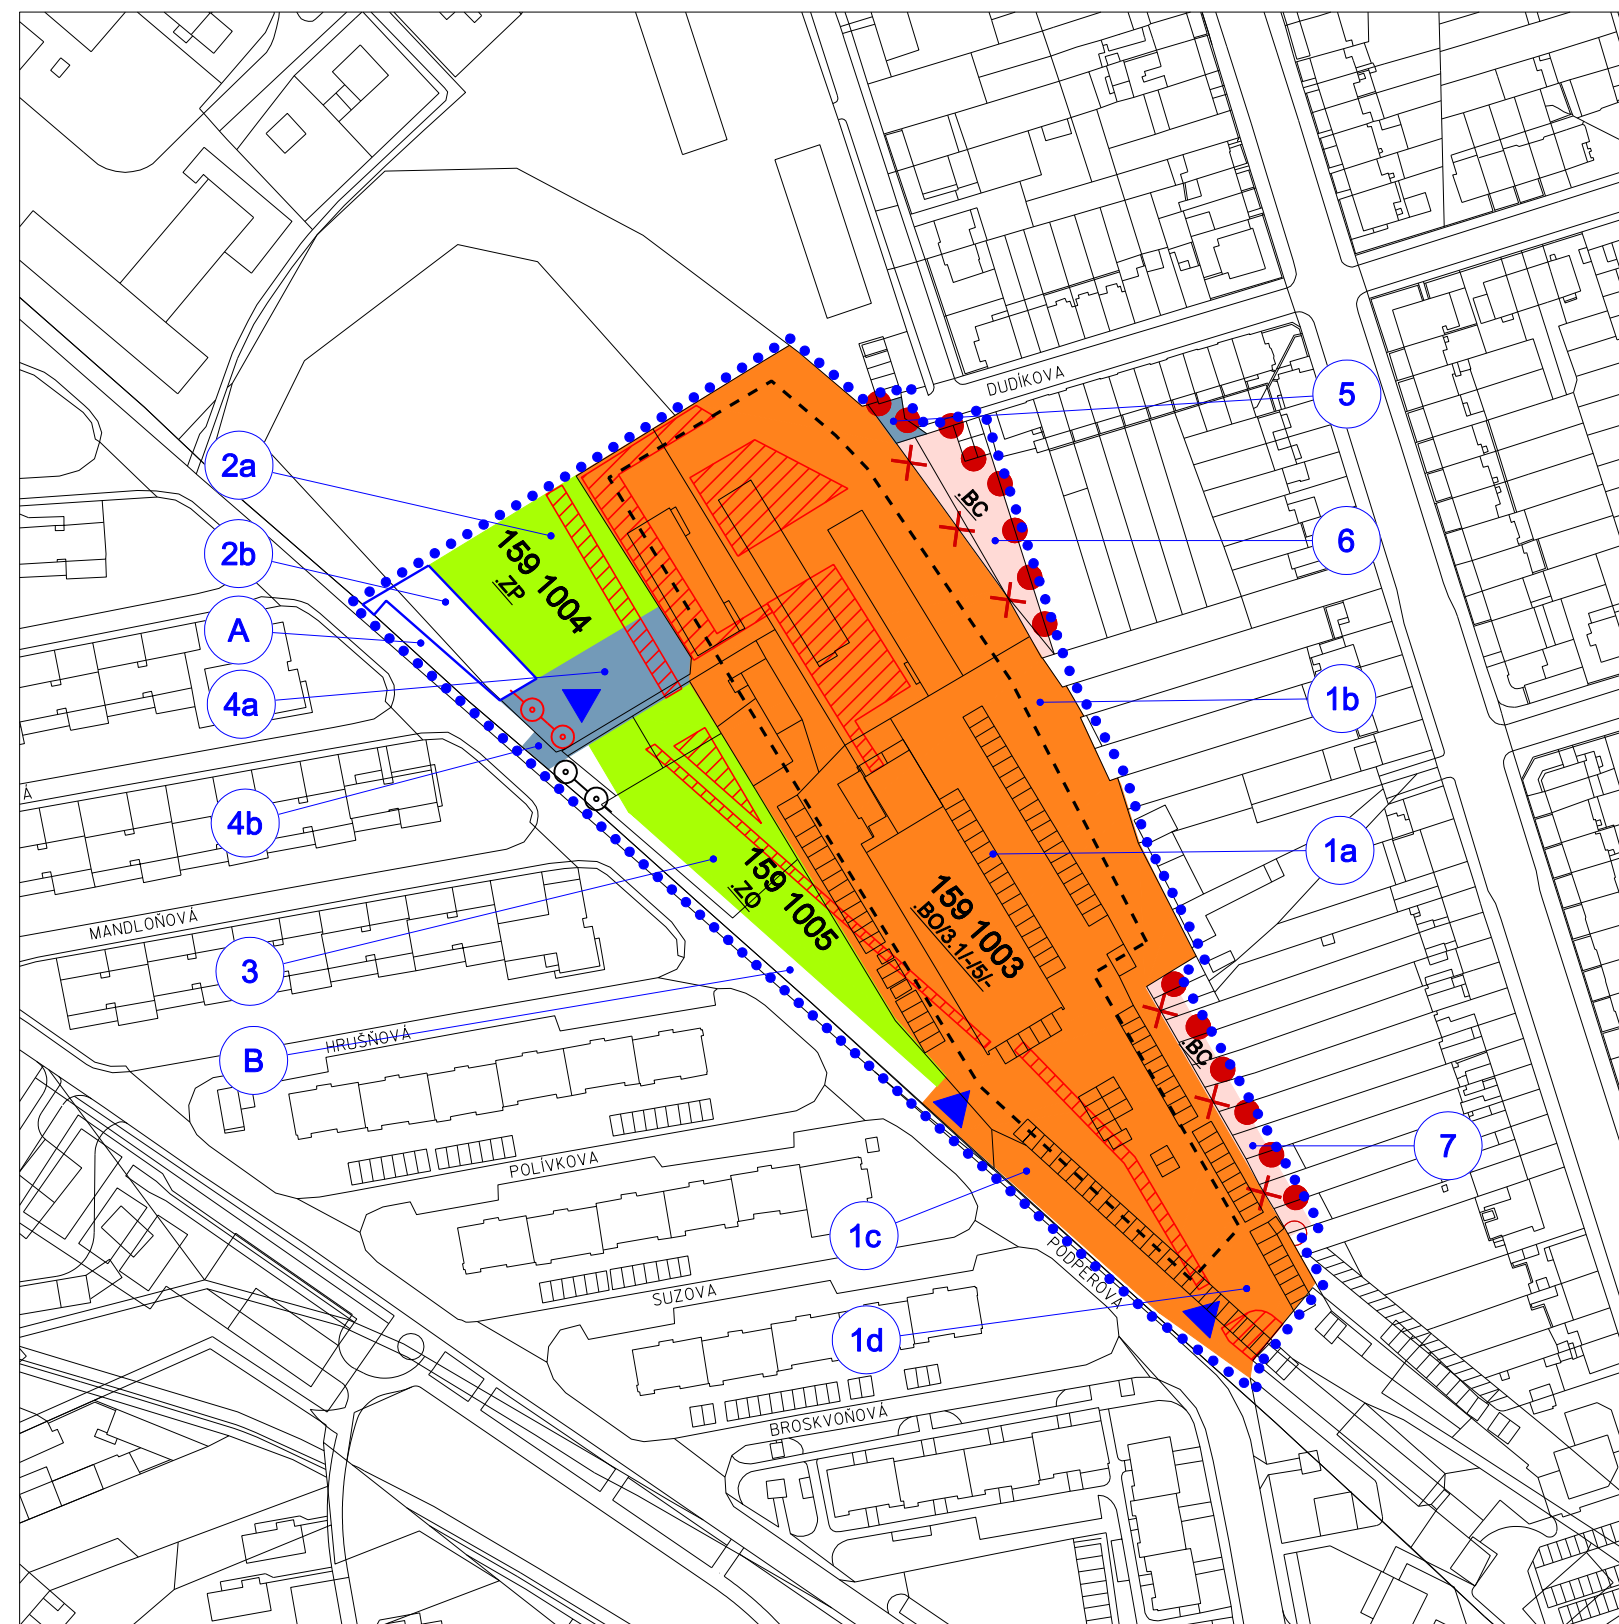 DUDÍKOVA
5
2a
.BC
159 1004
.ZP
2b
6
A
4a
1b
Á
4b
1a
159 1005
.ZO
159 1003
.BO/3.1/-/5/-
MANDLOŇOVÁ
3
HRUŠŇOVÁ
B
.BC
7
POLÍVKOVA
1c
PODPĚROVA
SUZOVA
1d
BROSKVOŇOVÁ